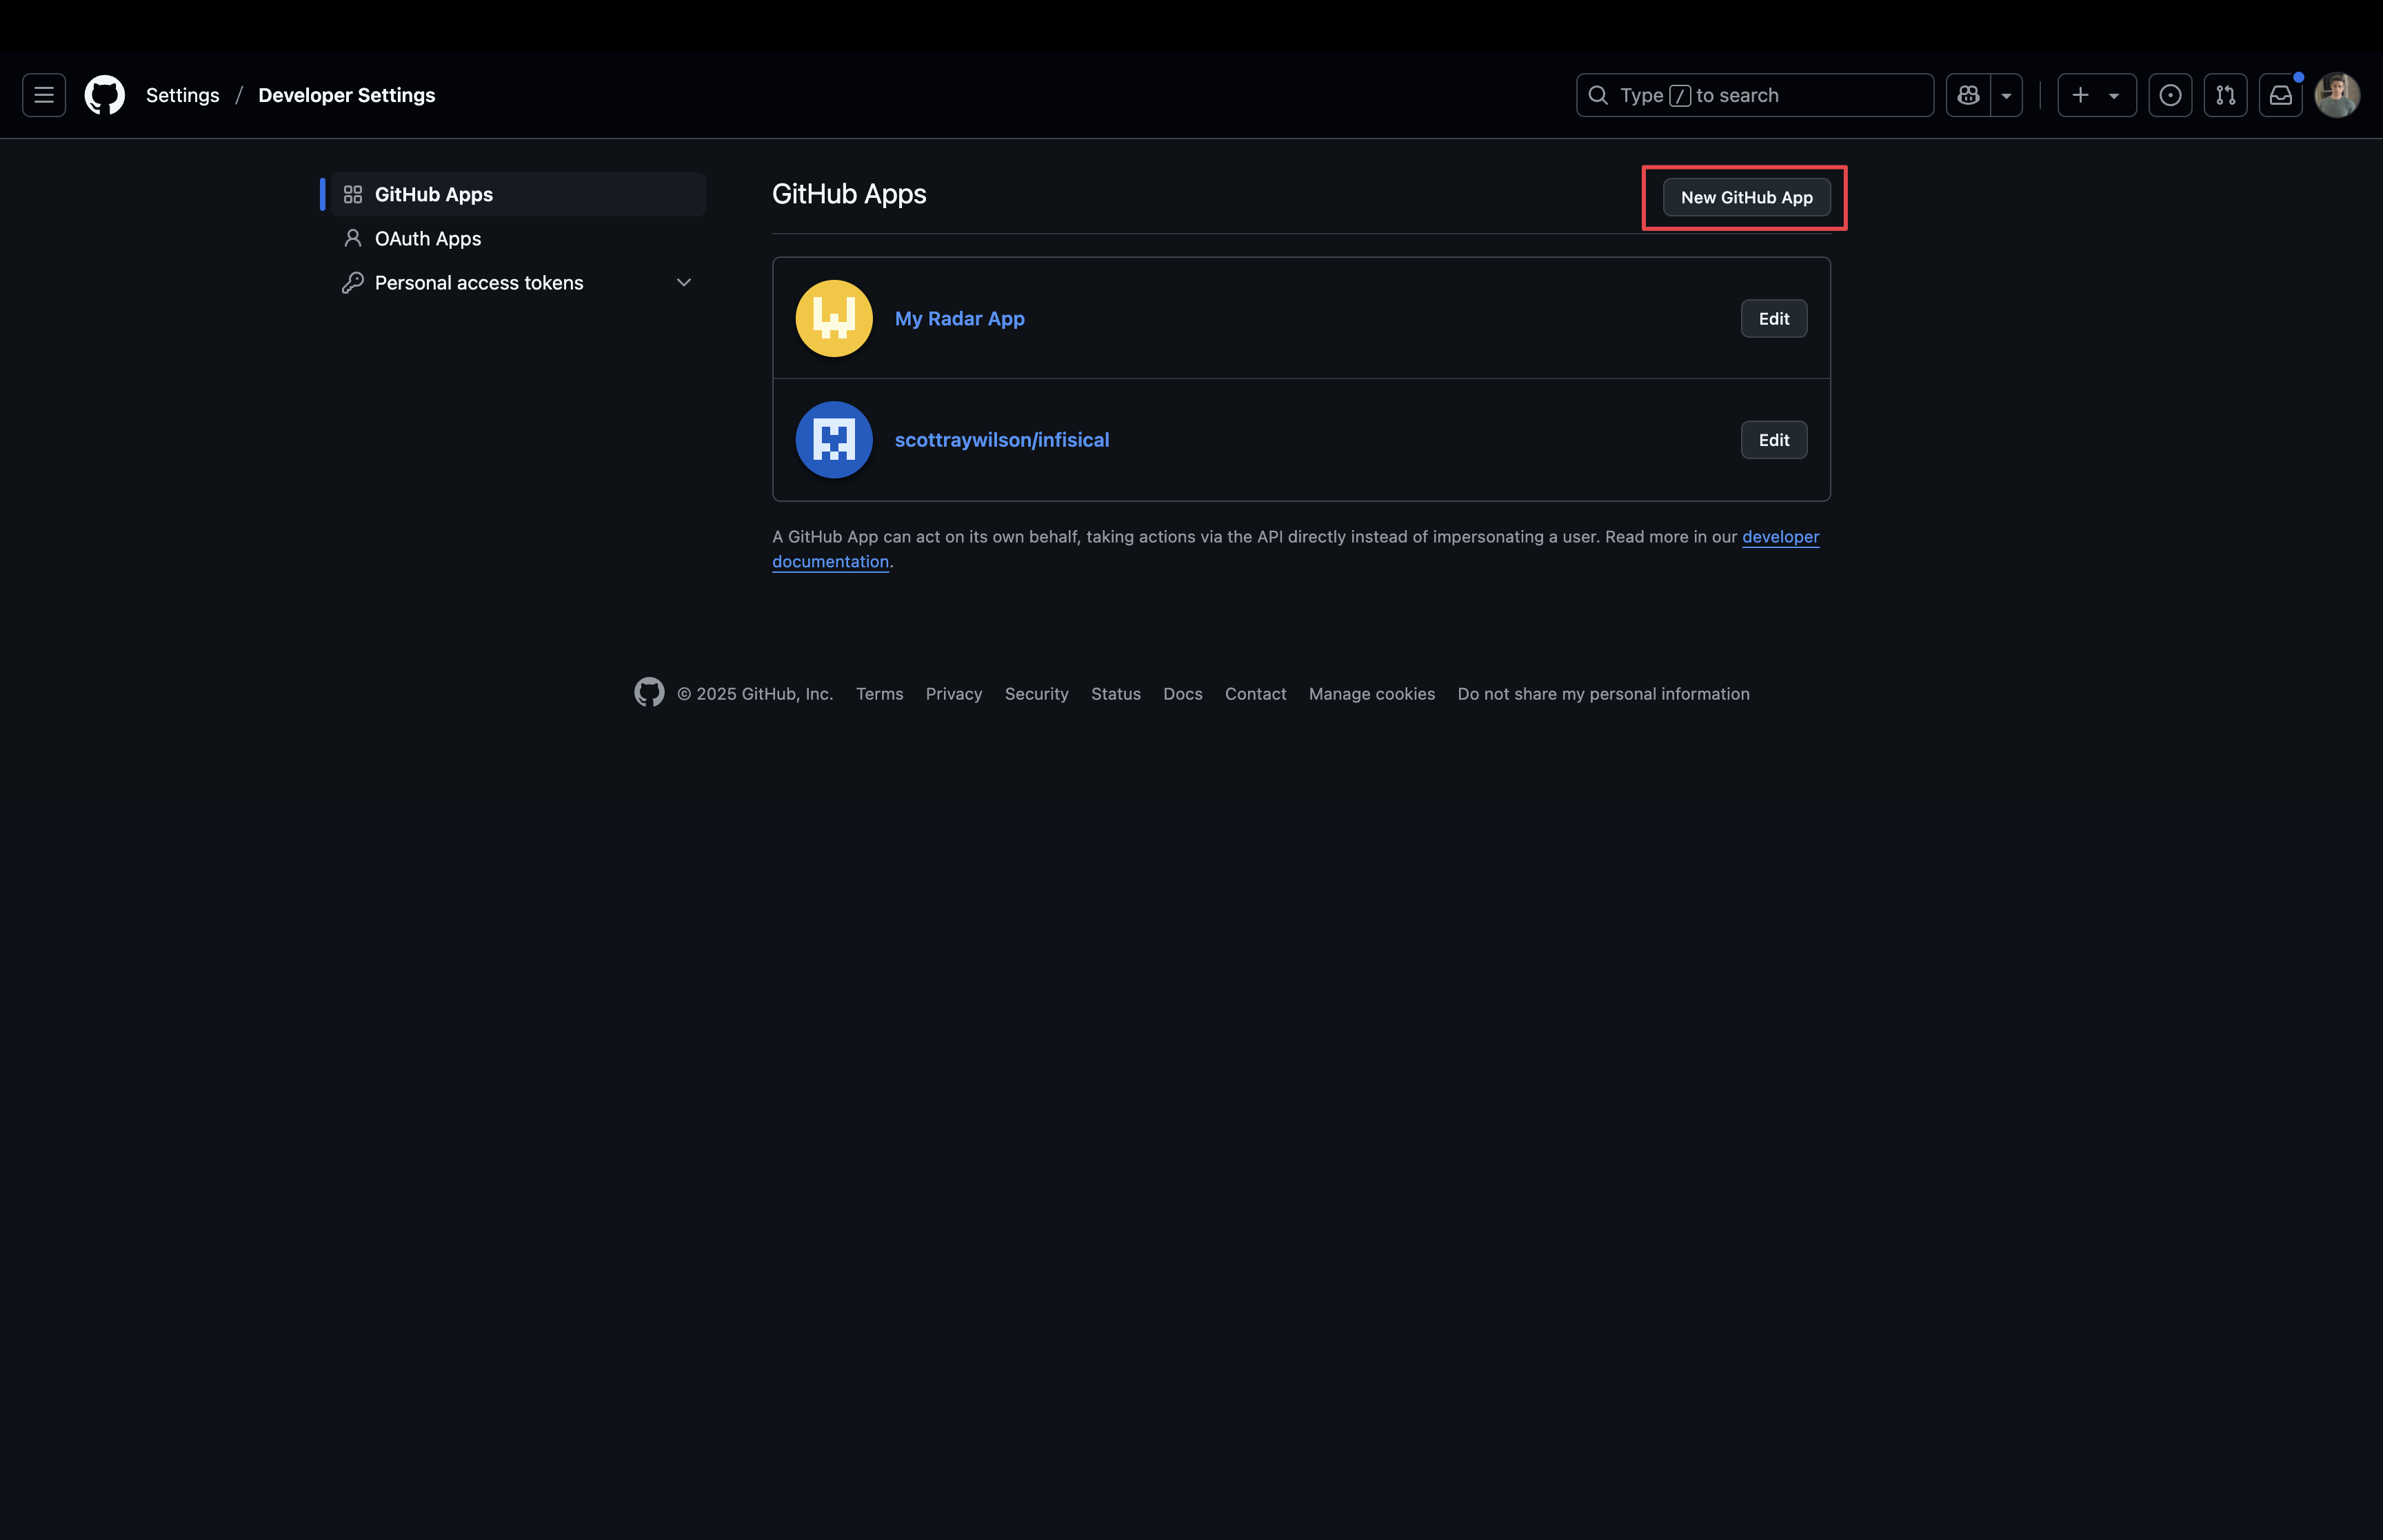 Settings / Developer Settings
Type / to search
GitHub Apps
OAuth Apps
Personal access tokens
GitHub Apps
New GitHub App
My Radar App
Edit
scottraywilson/infisical
Edit
A GitHub App can act on its own behalf, taking actions via the API directly instead of impersonating a user. Read more in our developer
documentation.
© 2025 GitHub, Inc. Terms Privacy Security Status Docs Contact Manage cookies Do not share my personal information